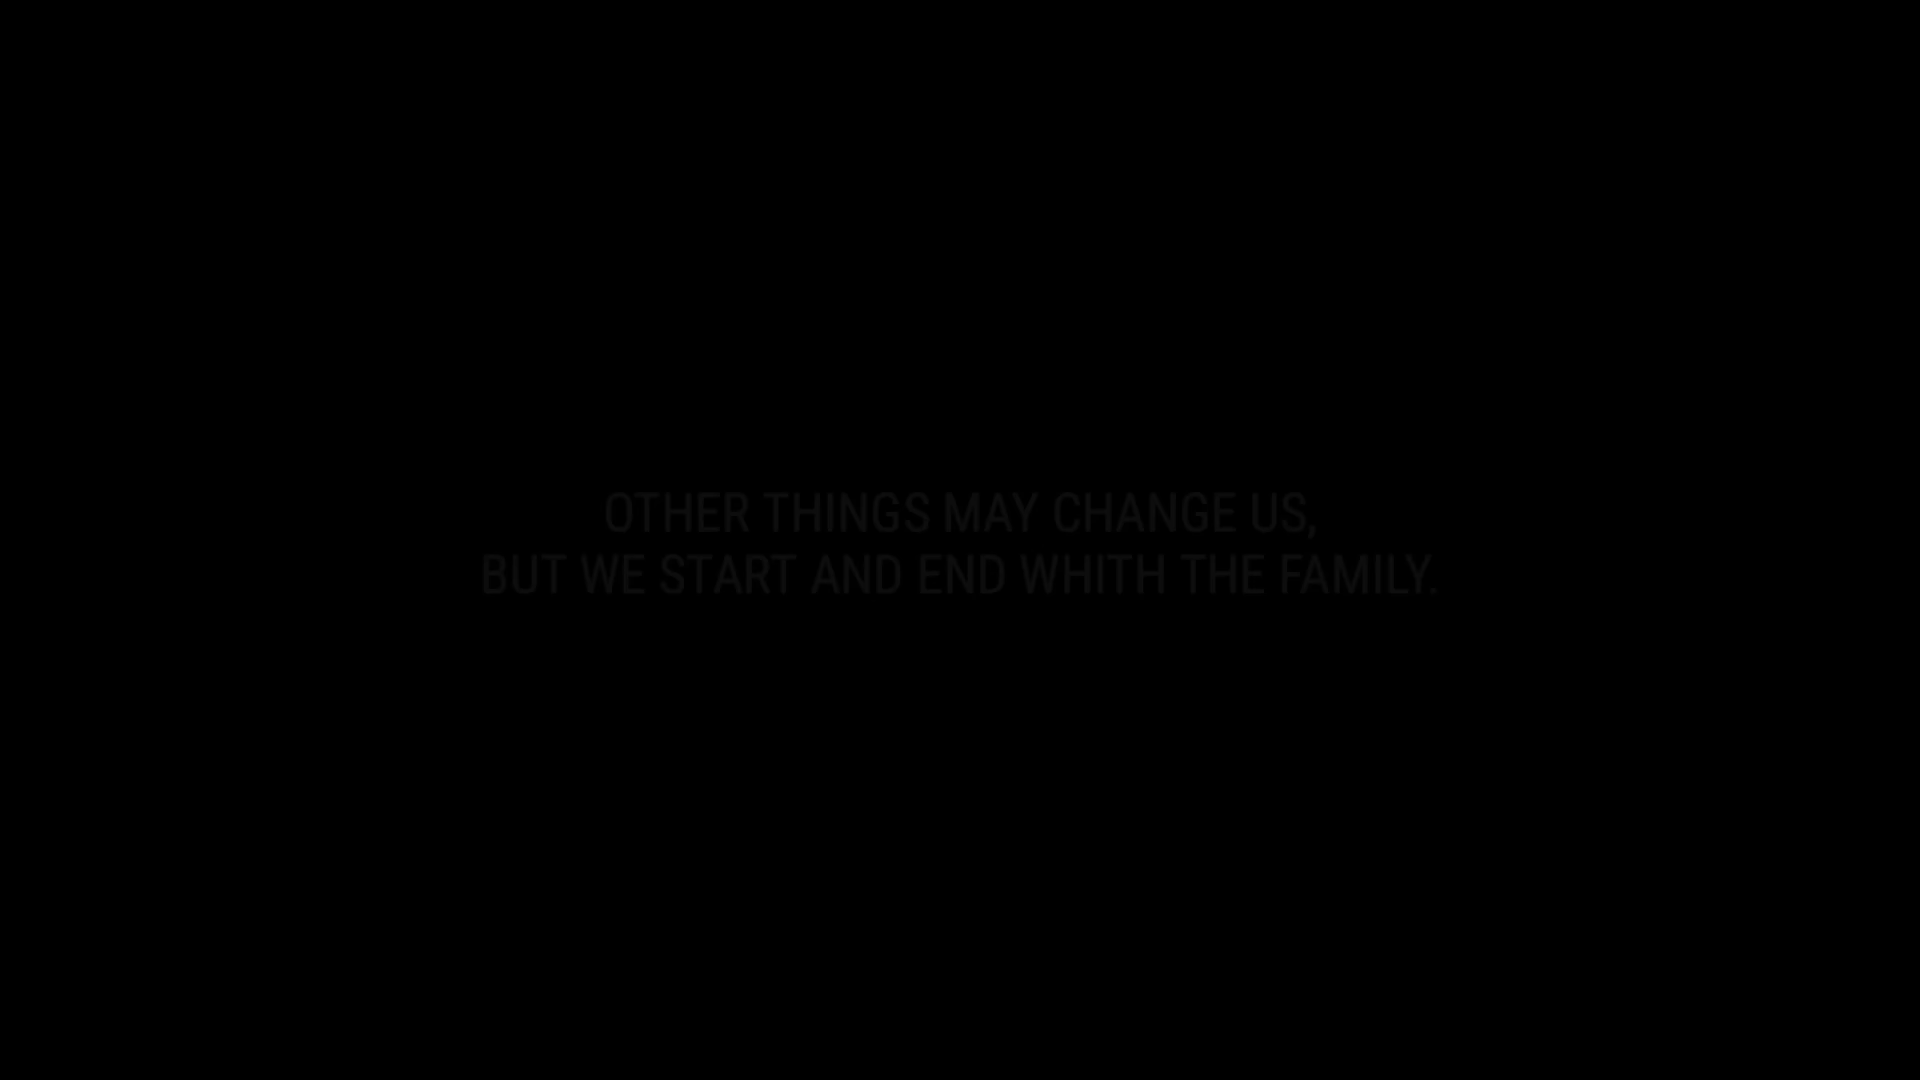 OTHER THINGS MAY CHANGE US,
BUT WE START AND END WHITH THE FAMILY.